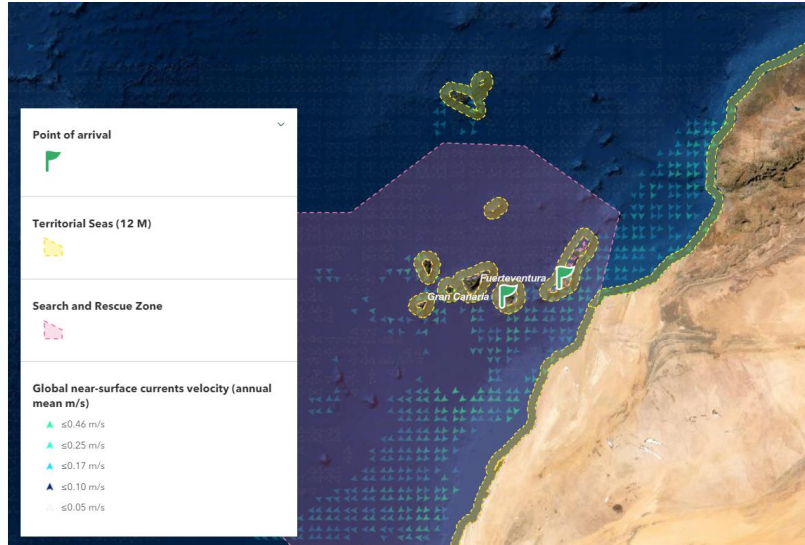 Point of arrival
Territorial Seas (12 M)
Search and Rescue Zone
Global near-surface currents velocity (annual
mean m/s)
≤0.46 m/s
≤0.25 m/s
≤0.17 m/s
≤0.10 m/s
≤0.05 m/s
Fuerteventura
Gran Canaria